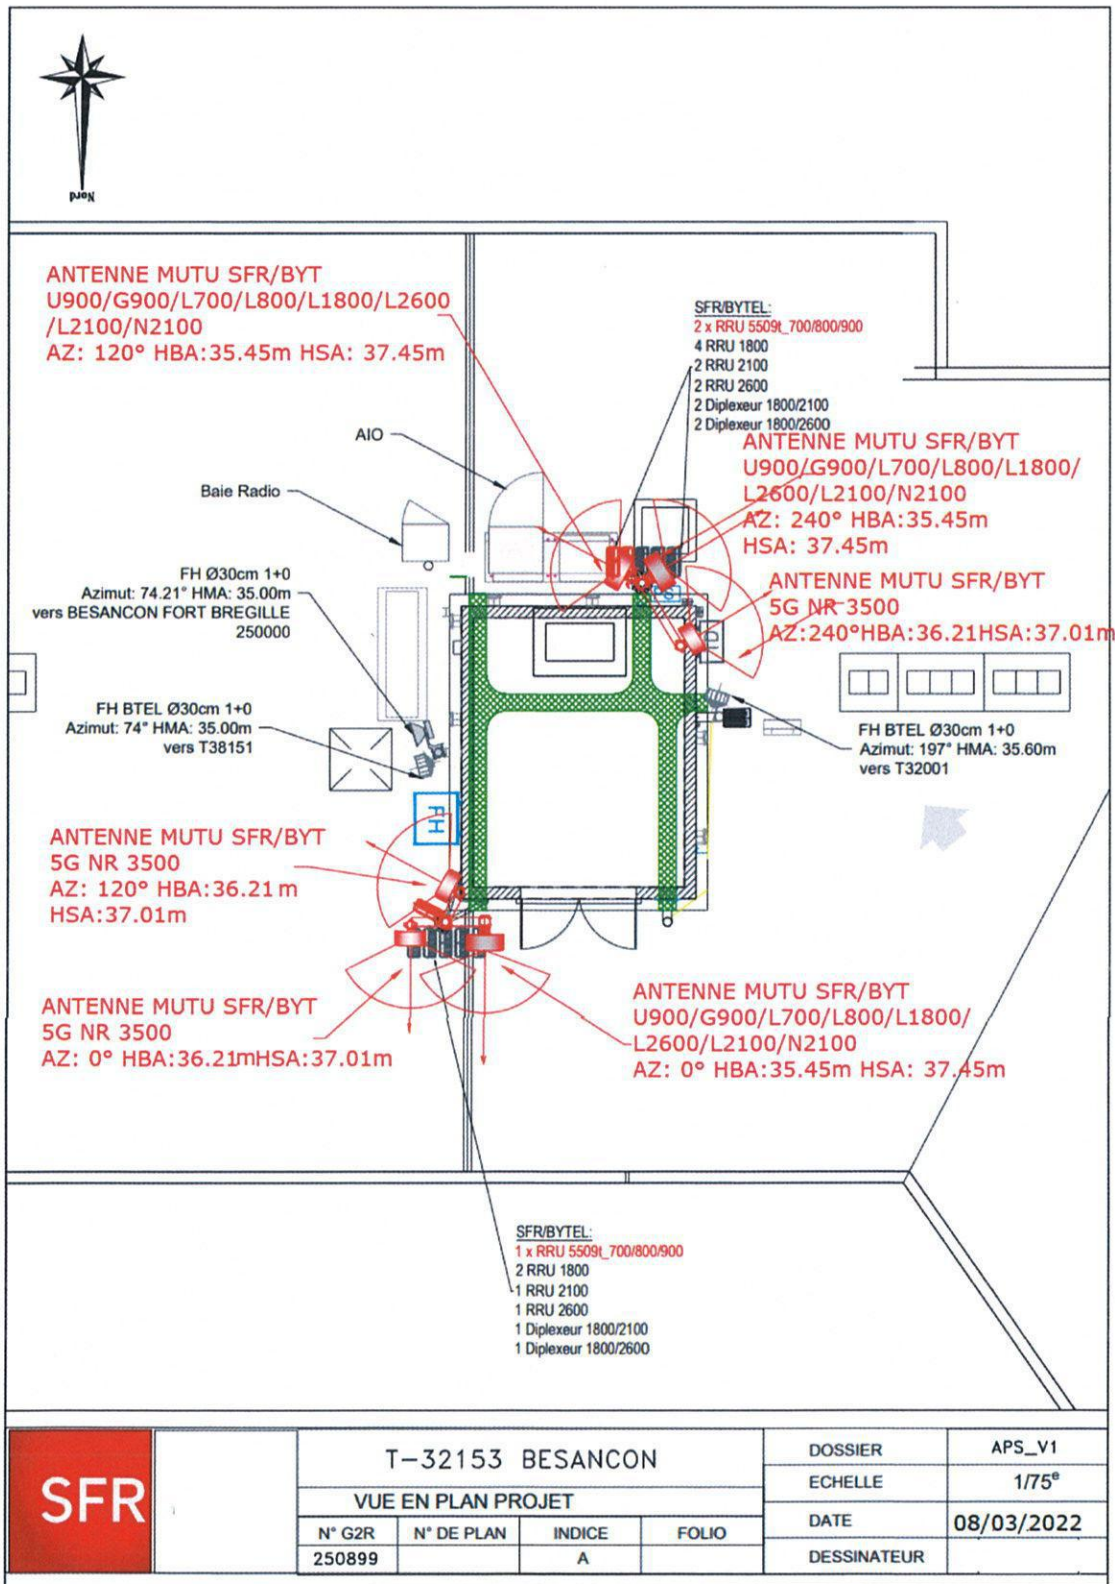 Nord
ANTENNE MUTU SFR/BYT
U900/G900/L700/L800/L1800/L2600
/L2100/N2100
AZ: 120° HBA:35.45m HSA: 37.45m
SFR/BYTEL:
2 x RRU 5509t_700/800/900
4 RRU 1800
2 RRU 2100
2 RRU 2600
2 Diplexeur 1800/2100
2 Diplexeur 1800/2600
AIO
Baie Radio
ANTENNE MUTU SFR/BYT
U900/G900/L700/L800/L1800/
L2600/L2100/N2100
AZ: 240° HBA:35.45m
HSA: 37.45m
FH Ø30cm 1+0
Azimut: 74.21° HMA: 35.00m
vers BESANCON FORT BREGILLE
250000
ANTENNE MUTU SFR/BYT
5G NR 3500
AZ:240°HBA:36.21HSA:37.01m
FH BTEL Ø30cm 1+0
Azimut: 74° HMA: 35.00m
vers T38151
FH BTEL Ø30cm 1+0
Azimut: 197° HMA: 35.60m
vers T32001
FH
ANTENNE MUTU SFR/BYT
5G NR 3500
AZ: 120° HBA:36.21m
HSA:37.01m
ANTENNE MUTU SFR/BYT
5G NR 3500
AZ: 0° HBA:36.21mHSA:37.01m
ANTENNE MUTU SFR/BYT
U900/G900/L700/L800/L1800/
L2600/L2100/N2100
AZ: 0° HBA:35.45m HSA: 37.45m
SFR/BYTEL:
1 x RRU 5509t_700/800/900
2 RRU 1800
1 RRU 2100
1 RRU 2600
1 Diplexeur 1800/2100
1 Diplexeur 1800/2600
SFR
T-32153 BESANCON
VUE EN PLAN PROJET
N° G2R N° DE PLAN INDICE FOLIO
250899 A
DOSSIER APS_V1
ECHELLE 1/75e
DATE 08/03/2022
DESSINATEUR